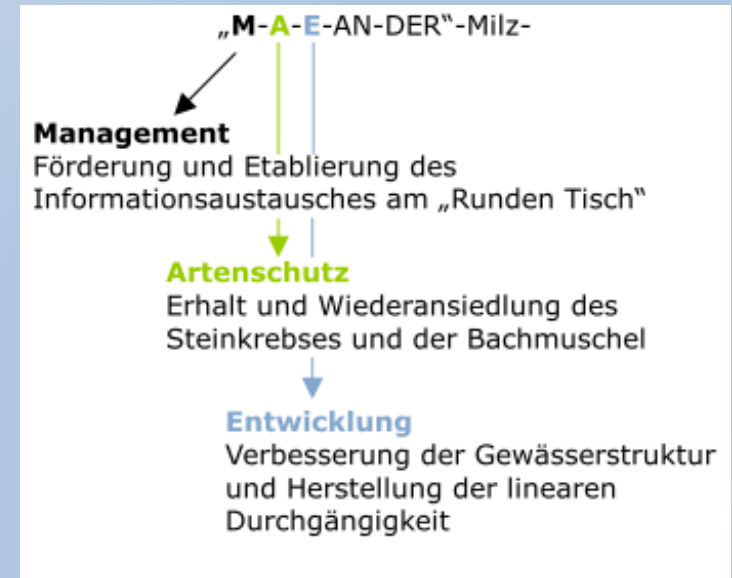 „M-A-E-AN-DER“-Milz-
Management
Förderung und Etablierung des
Informationsaustausches am „Runden Tisch“
Artenschutz
Erhalt und Wiederansiedlung des
Steinkrebses und der Bachmuschel
Entwicklung
Verbesserung der Gewässerstruktur
und Herstellung der linearen
Durchgängigkeit